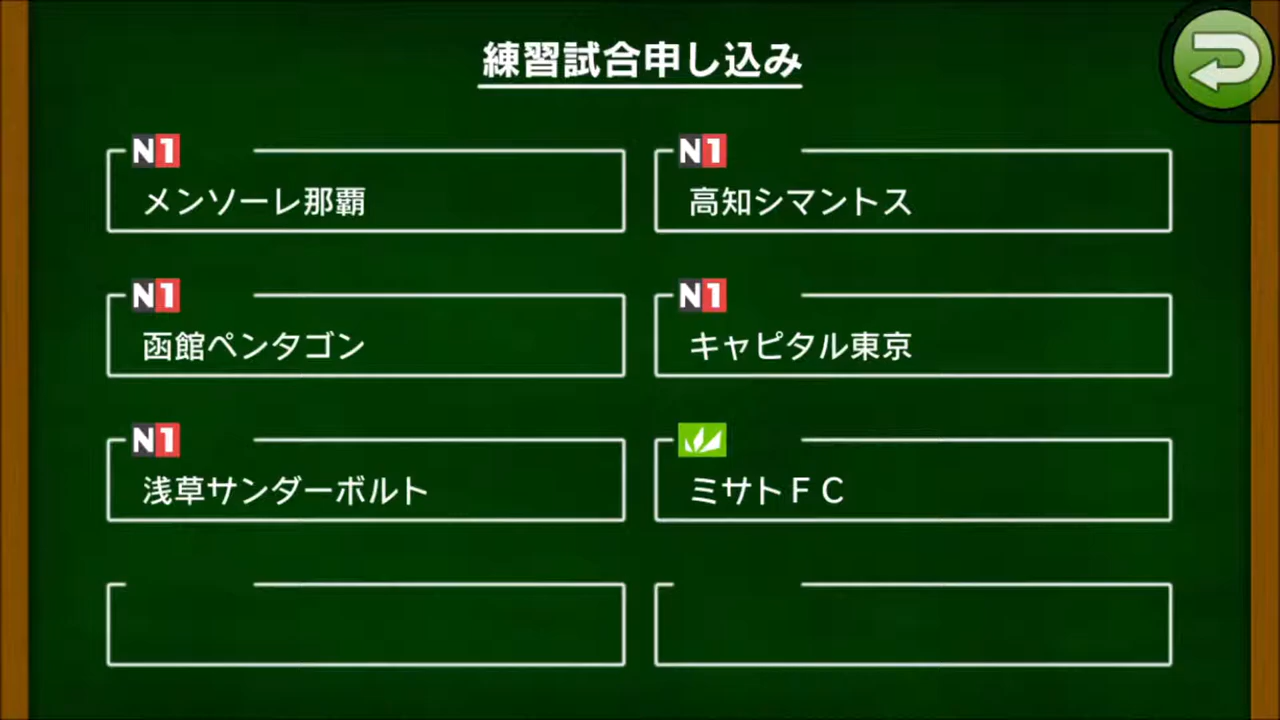 練習試合申し込み
N1
メンソーレ那覇
N1
高知シマントス
N1
函館ペンタゴン
N1
キャピタル東京
N1
浅草サンダーボルト
ミサトＦＣ